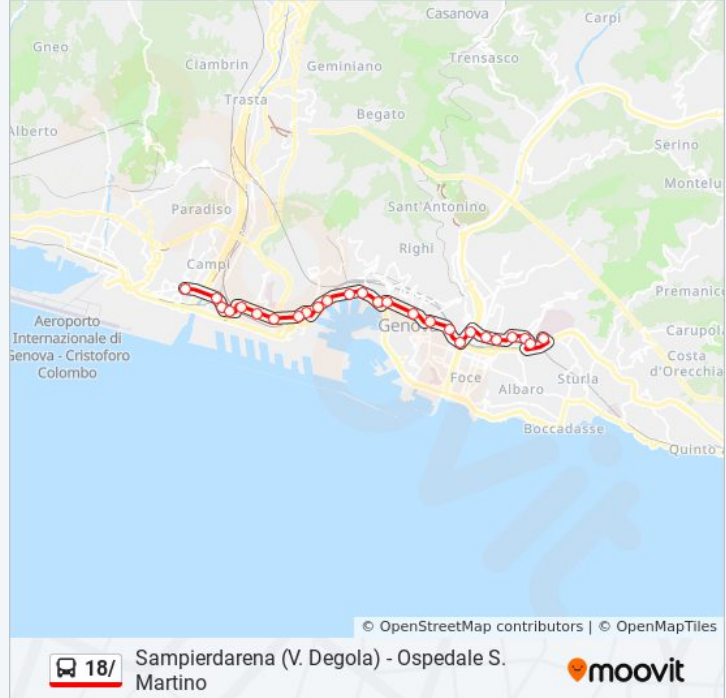 Casanova
Carpi
Gneo
Ciambrin
Geminiano
Trensasco
Trasta
Begato
Alberto
Serino
Montelu
Paradiso
Sant'Antonino
Righi
Campi
Premanico
Aeroporto
Internazionale di
Genova - Cristoforo
Colombo
Genova
Carupola
Costa
d'Orecchia
Foce
Albaro
Sturla
Boccadasse
Quinto a
© OpenStreetMap contributors | © OpenMapTiles
18/
Sampierdarena (V. Degola) - Ospedale S.
Martino
moovit